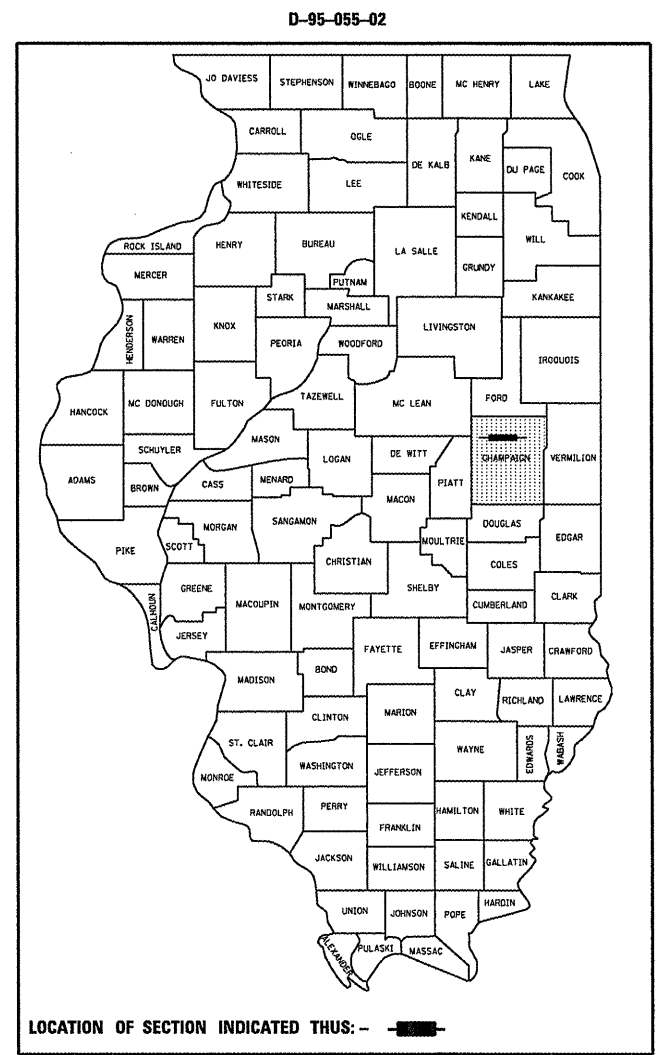 D-95-055-02
JO DAVIESS STEPHENSON WINNEBAGO BOONE MC HENRY LAKE
CARROLL OGLE
DE KALB KANE DU PAGE COOK
WHITESIDE LEE
KENDALL
ROCK ISLAND HENRY BUREAU LA SALLE WILL
GRUNDY
MERCER PUTNAM
STARK MARSHALL KANKAKEE
HENDERSON WARREN KNOX PEORIA WOODFORD LIVINGSTON IROQUOIS
HANCOCK MC DONOUGH FULTON TAZEWELL MC LEAN FORD
MASON
SCHUYLER LOGAN DE WITT CHAMPAIGN VERMILION
ADAMS BROWN CASS MENARD PIATT
MACON
MORGAN SANGAMON DOUGLAS
PIKE SCOTT CHRISTIAN MOULTRIE EDGAR
COLES
GREENE SHELBY
CALHOUN MACOUPIN MONTGOMERY CUMBERLAND CLARK
JERSEY
FAYETTE EFFINGHAM JASPER CRAWFORD
MADISON BOND
CLAY RICHLAND LAWRENCE
CLINTON MARION
ST. CLAIR WAYNE EDWARDS WABASH
MONROE WASHINGTON JEFFERSON
RANDOLPH PERRY HAMILTON WHITE
FRANKLIN
JACKSON WILLIAMSON SALINE GALLATIN
UNION JOHNSON POPE HARDIN
ALEXANDER PULASKI MASSAC
LOCATION OF SECTION INDICATED THUS: –